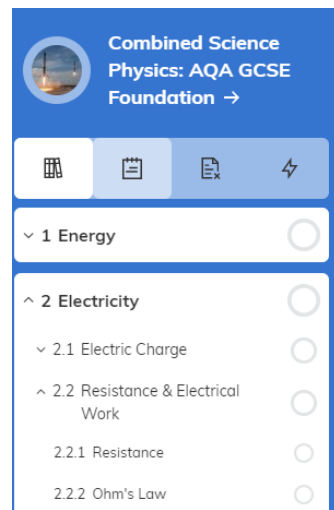 Combined Science
Physics: AQA GCSE
Foundation →
1 Energy
2 Electricity
2.1 Electric Charge
2.2 Resistance & Electrical
Work
2.2.1 Resistance
2.2.2 Ohm's Law